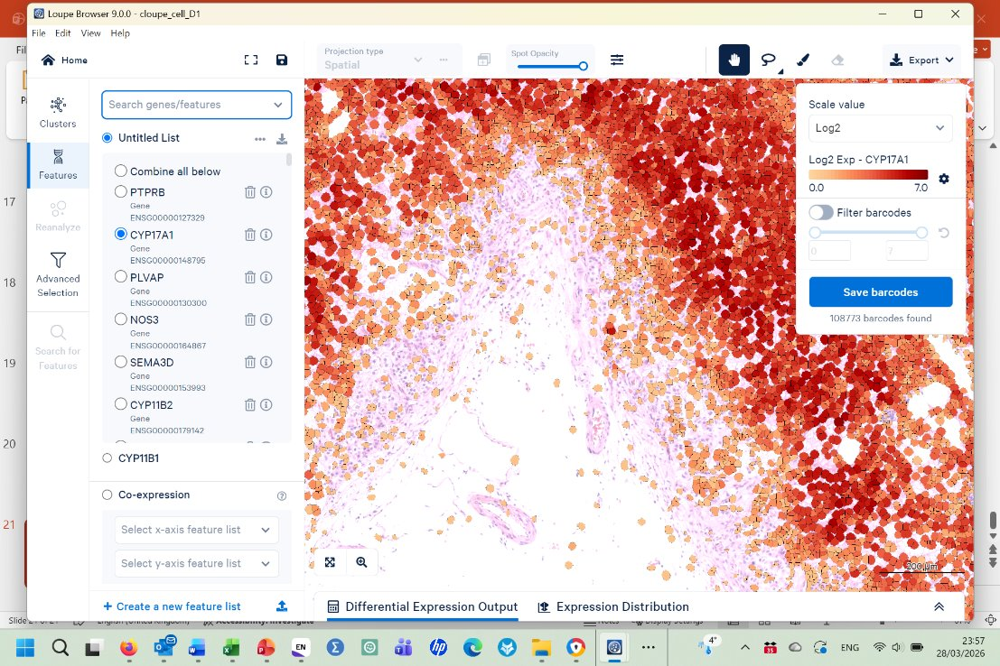 Loupe Browser 9.0.0 - cloupe_cell_D1
File Edit View Help
Home
Projection type
Spatial
Spot Opacity
Export
Clusters
Features
Reanalyze
Advanced
Selection
Search for
Features
Search genes/features
Untitled List
Combine all below
PTPRB
Gene
ENSG00000127329
CYP17A1
Gene
ENSG00000148795
PLVAP
Gene
ENSG00000130300
NOS3
Gene
ENSG00000164867
SEMA3D
Gene
ENSG00000153993
CYP11B2
Gene
ENSG00000179142
CYP11B1
Co-expression
Select x-axis feature list
Select y-axis feature list
+ Create a new feature list
Scale value
Log2
Log2 Exp - CYP17A1
0.0 7.0
Filter barcodes
0 7
Save barcodes
108773 barcodes found
200 µm
Differential Expression Output
Expression Distribution
17
18
19
20
21
EN
4°
35
ENG
23:57
28/03/2026